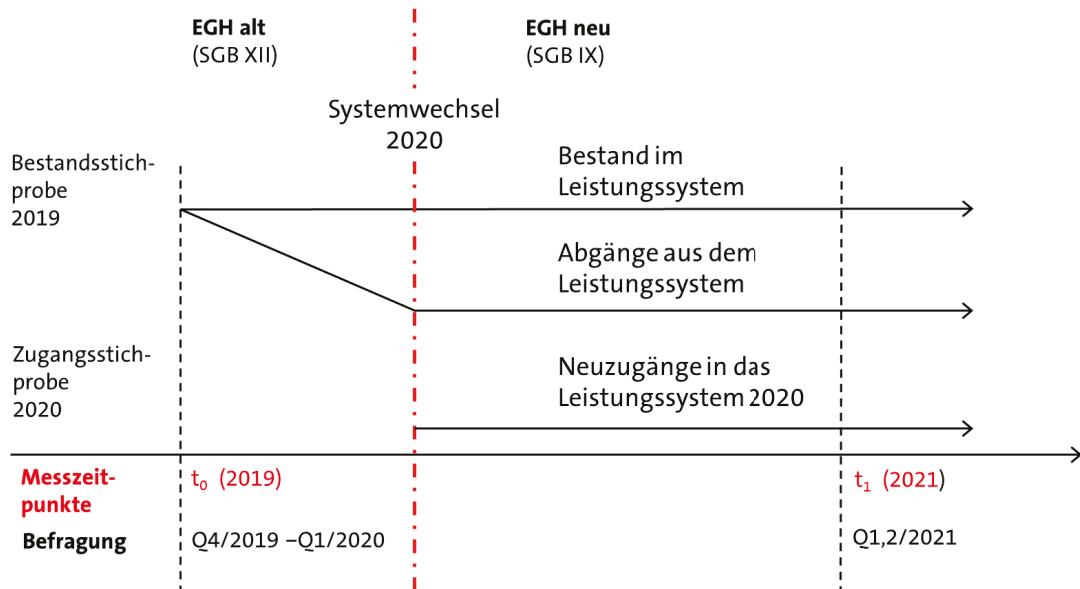 EGH alt
(SGB XII)
EGH neu
(SGB IX)
Systemwechsel
2020
Bestandsstich-
probe
2019
Bestand im
Leistungssystem
Abgänge aus dem
Leistungssystem
Zugangsstich-
probe
2020
Neuzugänge in das
Leistungssystem 2020
Messzeit-
punkte
t₀ (2019)
t₁ (2021)
Befragung
Q4/2019 –Q1/2020
Q1,2/2021